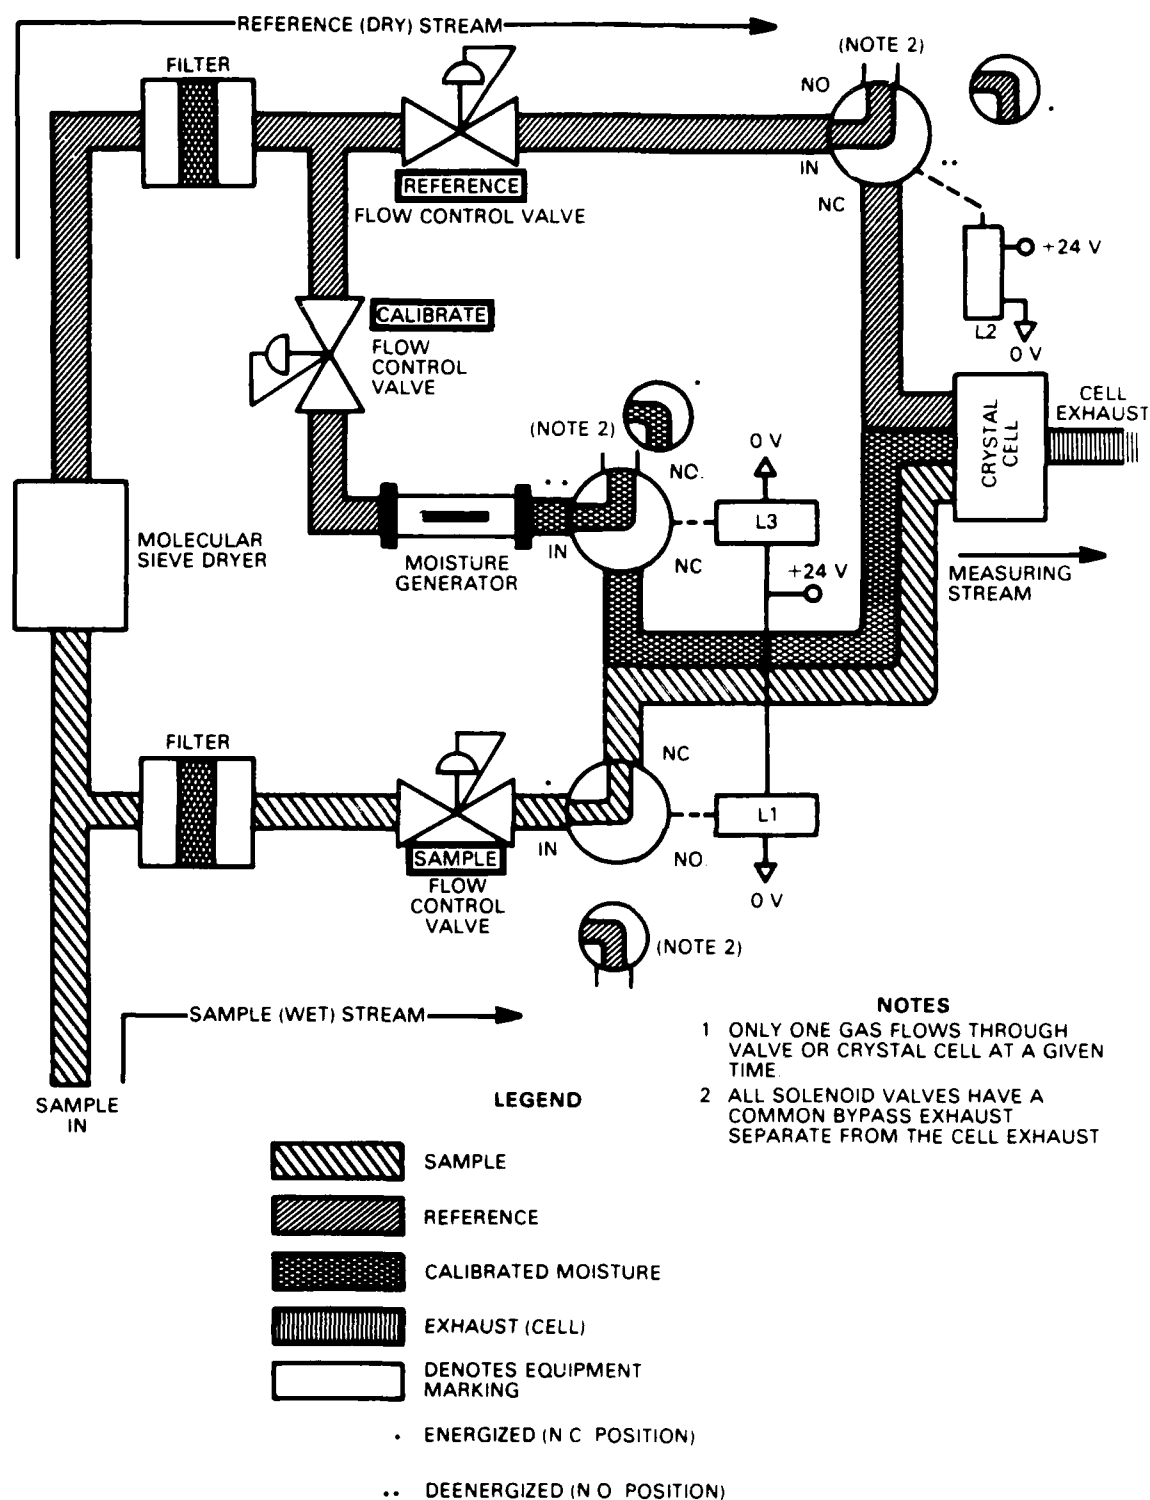 REFERENCE (DRY) STREAM
FILTER
(NOTE 2)
NO
.
IN
..
REFERENCE
FLOW CONTROL VALVE
NC
+24 V
L2
0 V
CALIBRATE
FLOW
CONTROL
VALVE
CELL
EXHAUST
CRYSTAL
CELL
.
(NOTE 2)
0 V
NC.
..
L3
IN
MOLECULAR
SIEVE DRYER
MOISTURE
GENERATOR
NC
+24 V
MEASURING
STREAM
FILTER
NC
.
L1
IN
SAMPLE
NO.
FLOW
CONTROL
VALVE
0 V
(NOTE 2)
SAMPLE (WET) STREAM
SAMPLE
IN
NOTES
1 ONLY ONE GAS FLOWS THROUGH
VALVE OR CRYSTAL CELL AT A GIVEN
TIME.
2 ALL SOLENOID VALVES HAVE A
COMMON BYPASS EXHAUST
SEPARATE FROM THE CELL EXHAUST
LEGEND
SAMPLE
REFERENCE
CALIBRATED MOISTURE
EXHAUST (CELL)
DENOTES EQUIPMENT
MARKING
. ENERGIZED (N C POSITION)
.. DEENERGIZED (N O POSITION)